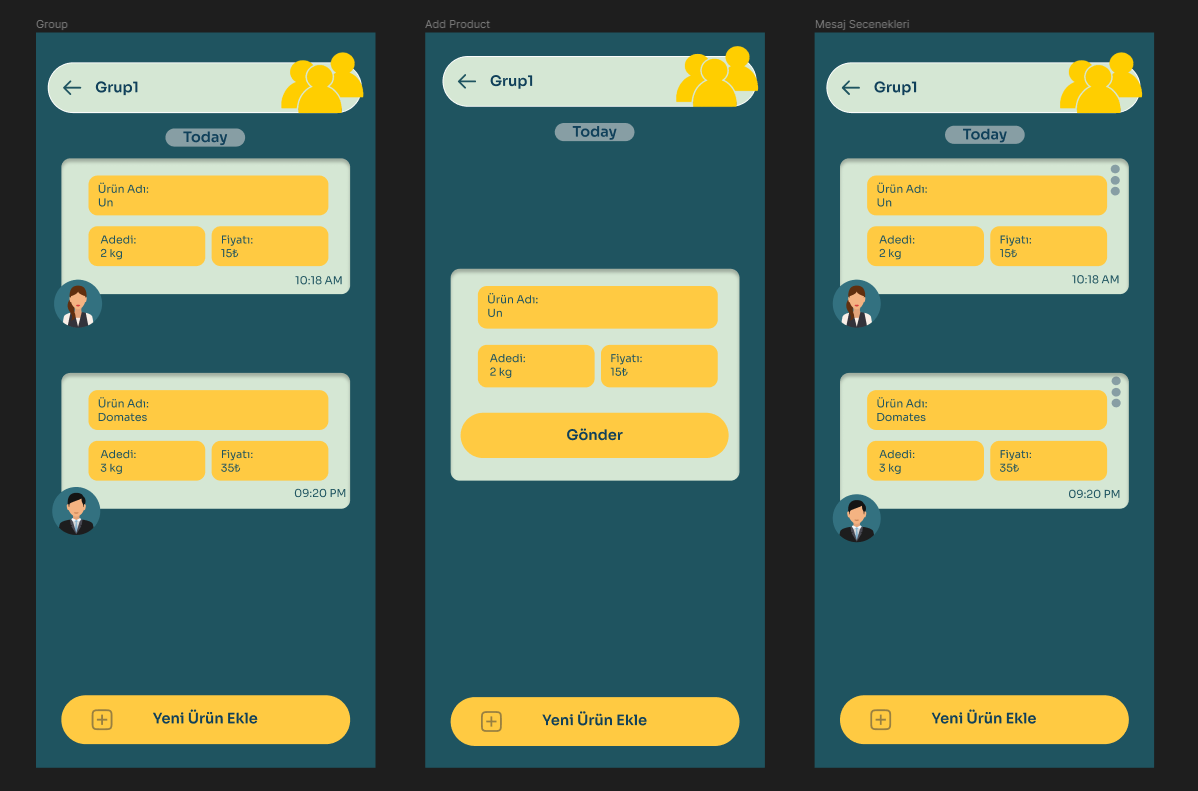 Group
Grup1
Today
Ürün Adı:
Un
Adedi:
2 kg
Fiyatı:
15₺
10:18 AM
Ürün Adı:
Domates
Adedi:
3 kg
Fiyatı:
35₺
09:20 PM
Yeni Ürün Ekle
Add Product
Grup1
Today
Ürün Adı:
Un
Adedi:
2 kg
Fiyatı:
15₺
Gönder
Yeni Ürün Ekle
Mesaj Secenekleri
Grup1
Today
Ürün Adı:
Un
Adedi:
2 kg
Fiyatı:
15₺
10:18 AM
Ürün Adı:
Domates
Adedi:
3 kg
Fiyatı:
35₺
09:20 PM
Yeni Ürün Ekle